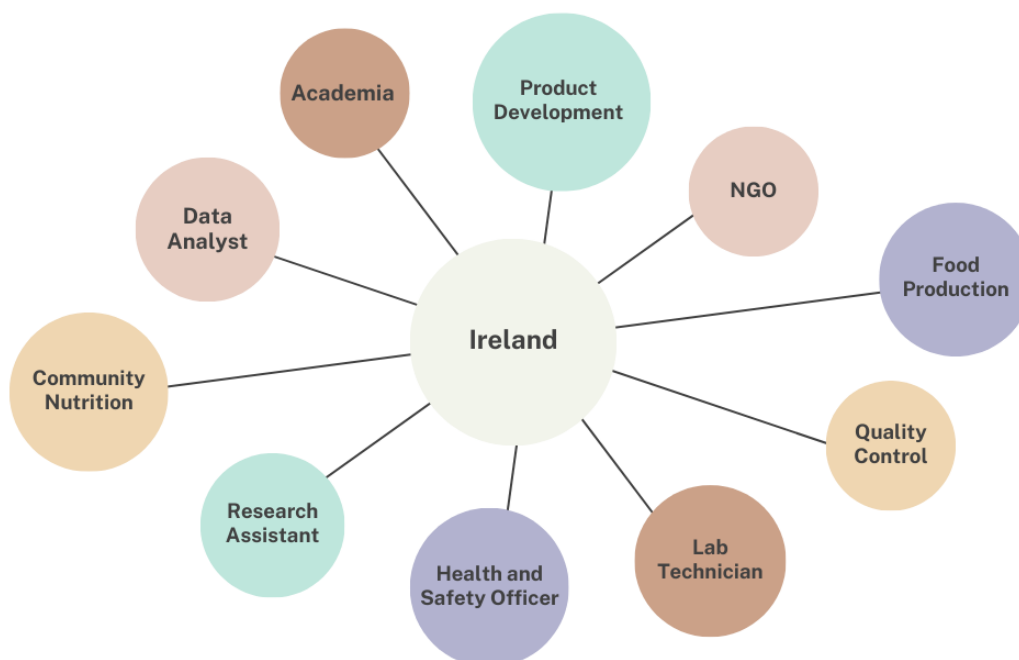 Academia
Product
Development
NGO
Data
Analyst
Food
Production
Ireland
Community
Nutrition
Quality
Control
Research
Assistant
Health and
Safety Officer
Lab
Technician